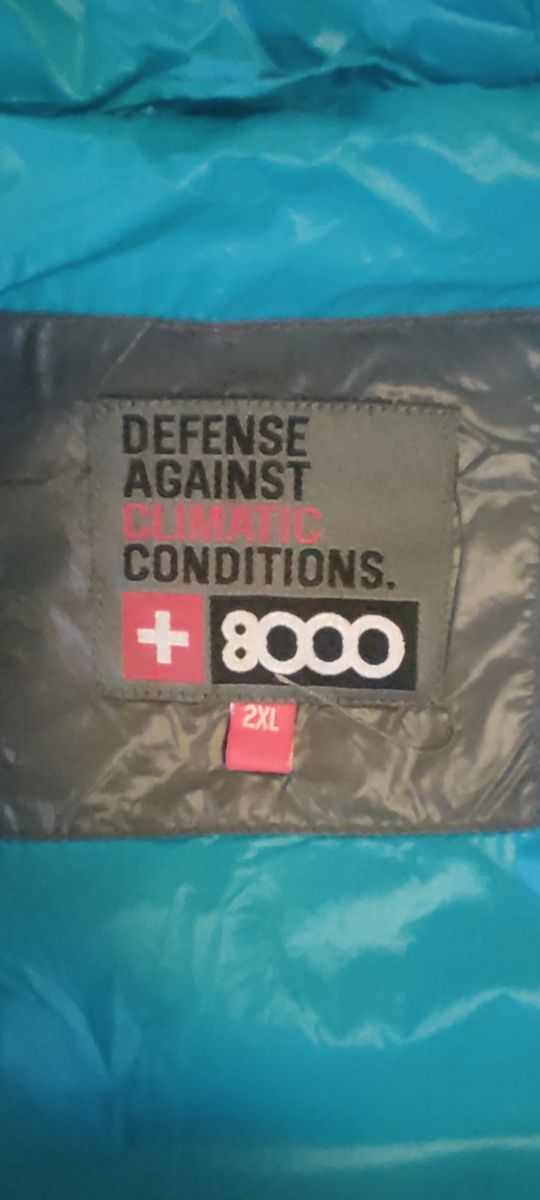 DEFENSE
AGAINST
CLIMATIC
CONDITIONS.
8000
2XL